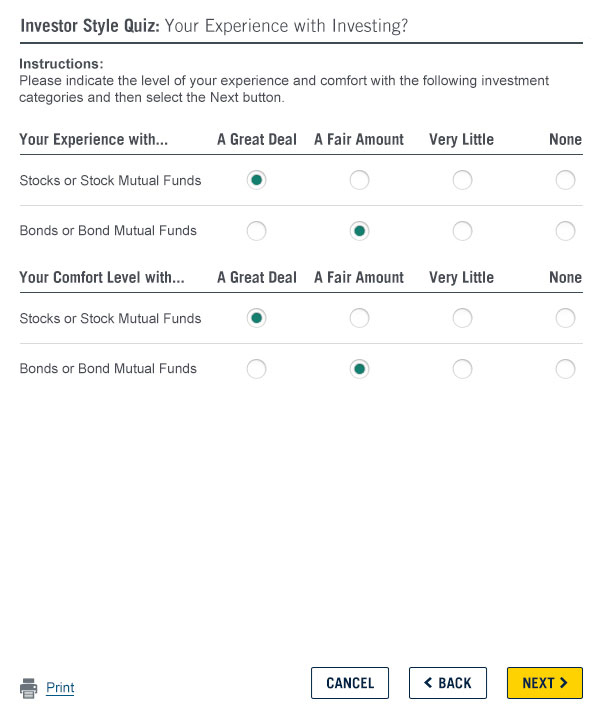 Investor Style Quiz: Your Experience with Investing?
Instructions:
Please indicate the level of your experience and comfort with the following investment
categories and then select the Next button.
Your Experience with... A Great Deal A Fair Amount Very Little None
Stocks or Stock Mutual Funds
Bonds or Bond Mutual Funds
Your Comfort Level with... A Great Deal A Fair Amount Very Little None
Stocks or Stock Mutual Funds
Bonds or Bond Mutual Funds
Print CANCEL < BACK NEXT >